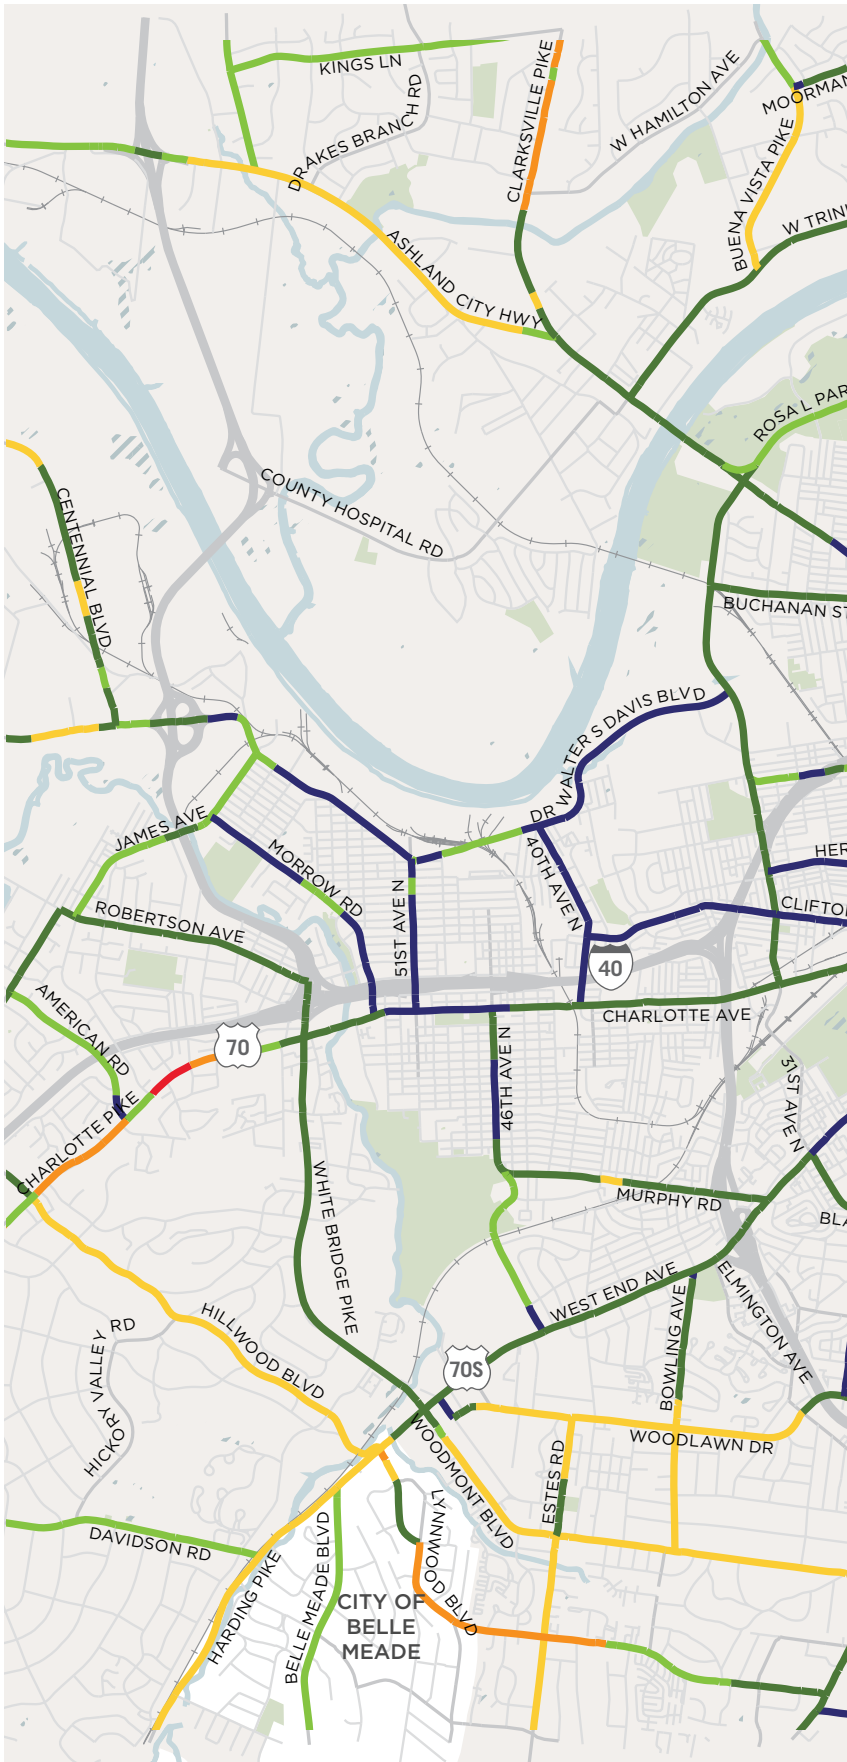 KINGS LN
CLARKSVILLE PIKE
W HAMILTON AVE
MOORMAN
DRAKES BRANCH RD
BUENA VISTA PIKE
W TRINI
ASHLAND CITY HWY
ROSA L PAR
COUNTY HOSPITAL RD
CENTENNIAL BLVD
BUCHANAN ST
DR WALTER S DAVIS BLVD
JAMES AVE
MORROW RD
40TH AVE N
HER
51ST AVE N
CLIFTO
ROBERTSON AVE
40
AMERICAN RD
CHARLOTTE AVE
70
46TH AVE N
31ST AVE N
CHARLOTTE PIKE
MURPHY RD
WHITE BRIDGE PIKE
BLA
WEST END AVE
ELMINGTON AVE
HILLWOOD BLVD
HICKORY VALLEY RD
70S
BOWLING AVE
WOODLAWN DR
WOODMONT BLVD
ESTES RD
LYNNWOOD BLVD
DAVIDSON RD
HARDING PIKE
BELLE MEADE BLVD
CITY OF
BELLE
MEADE